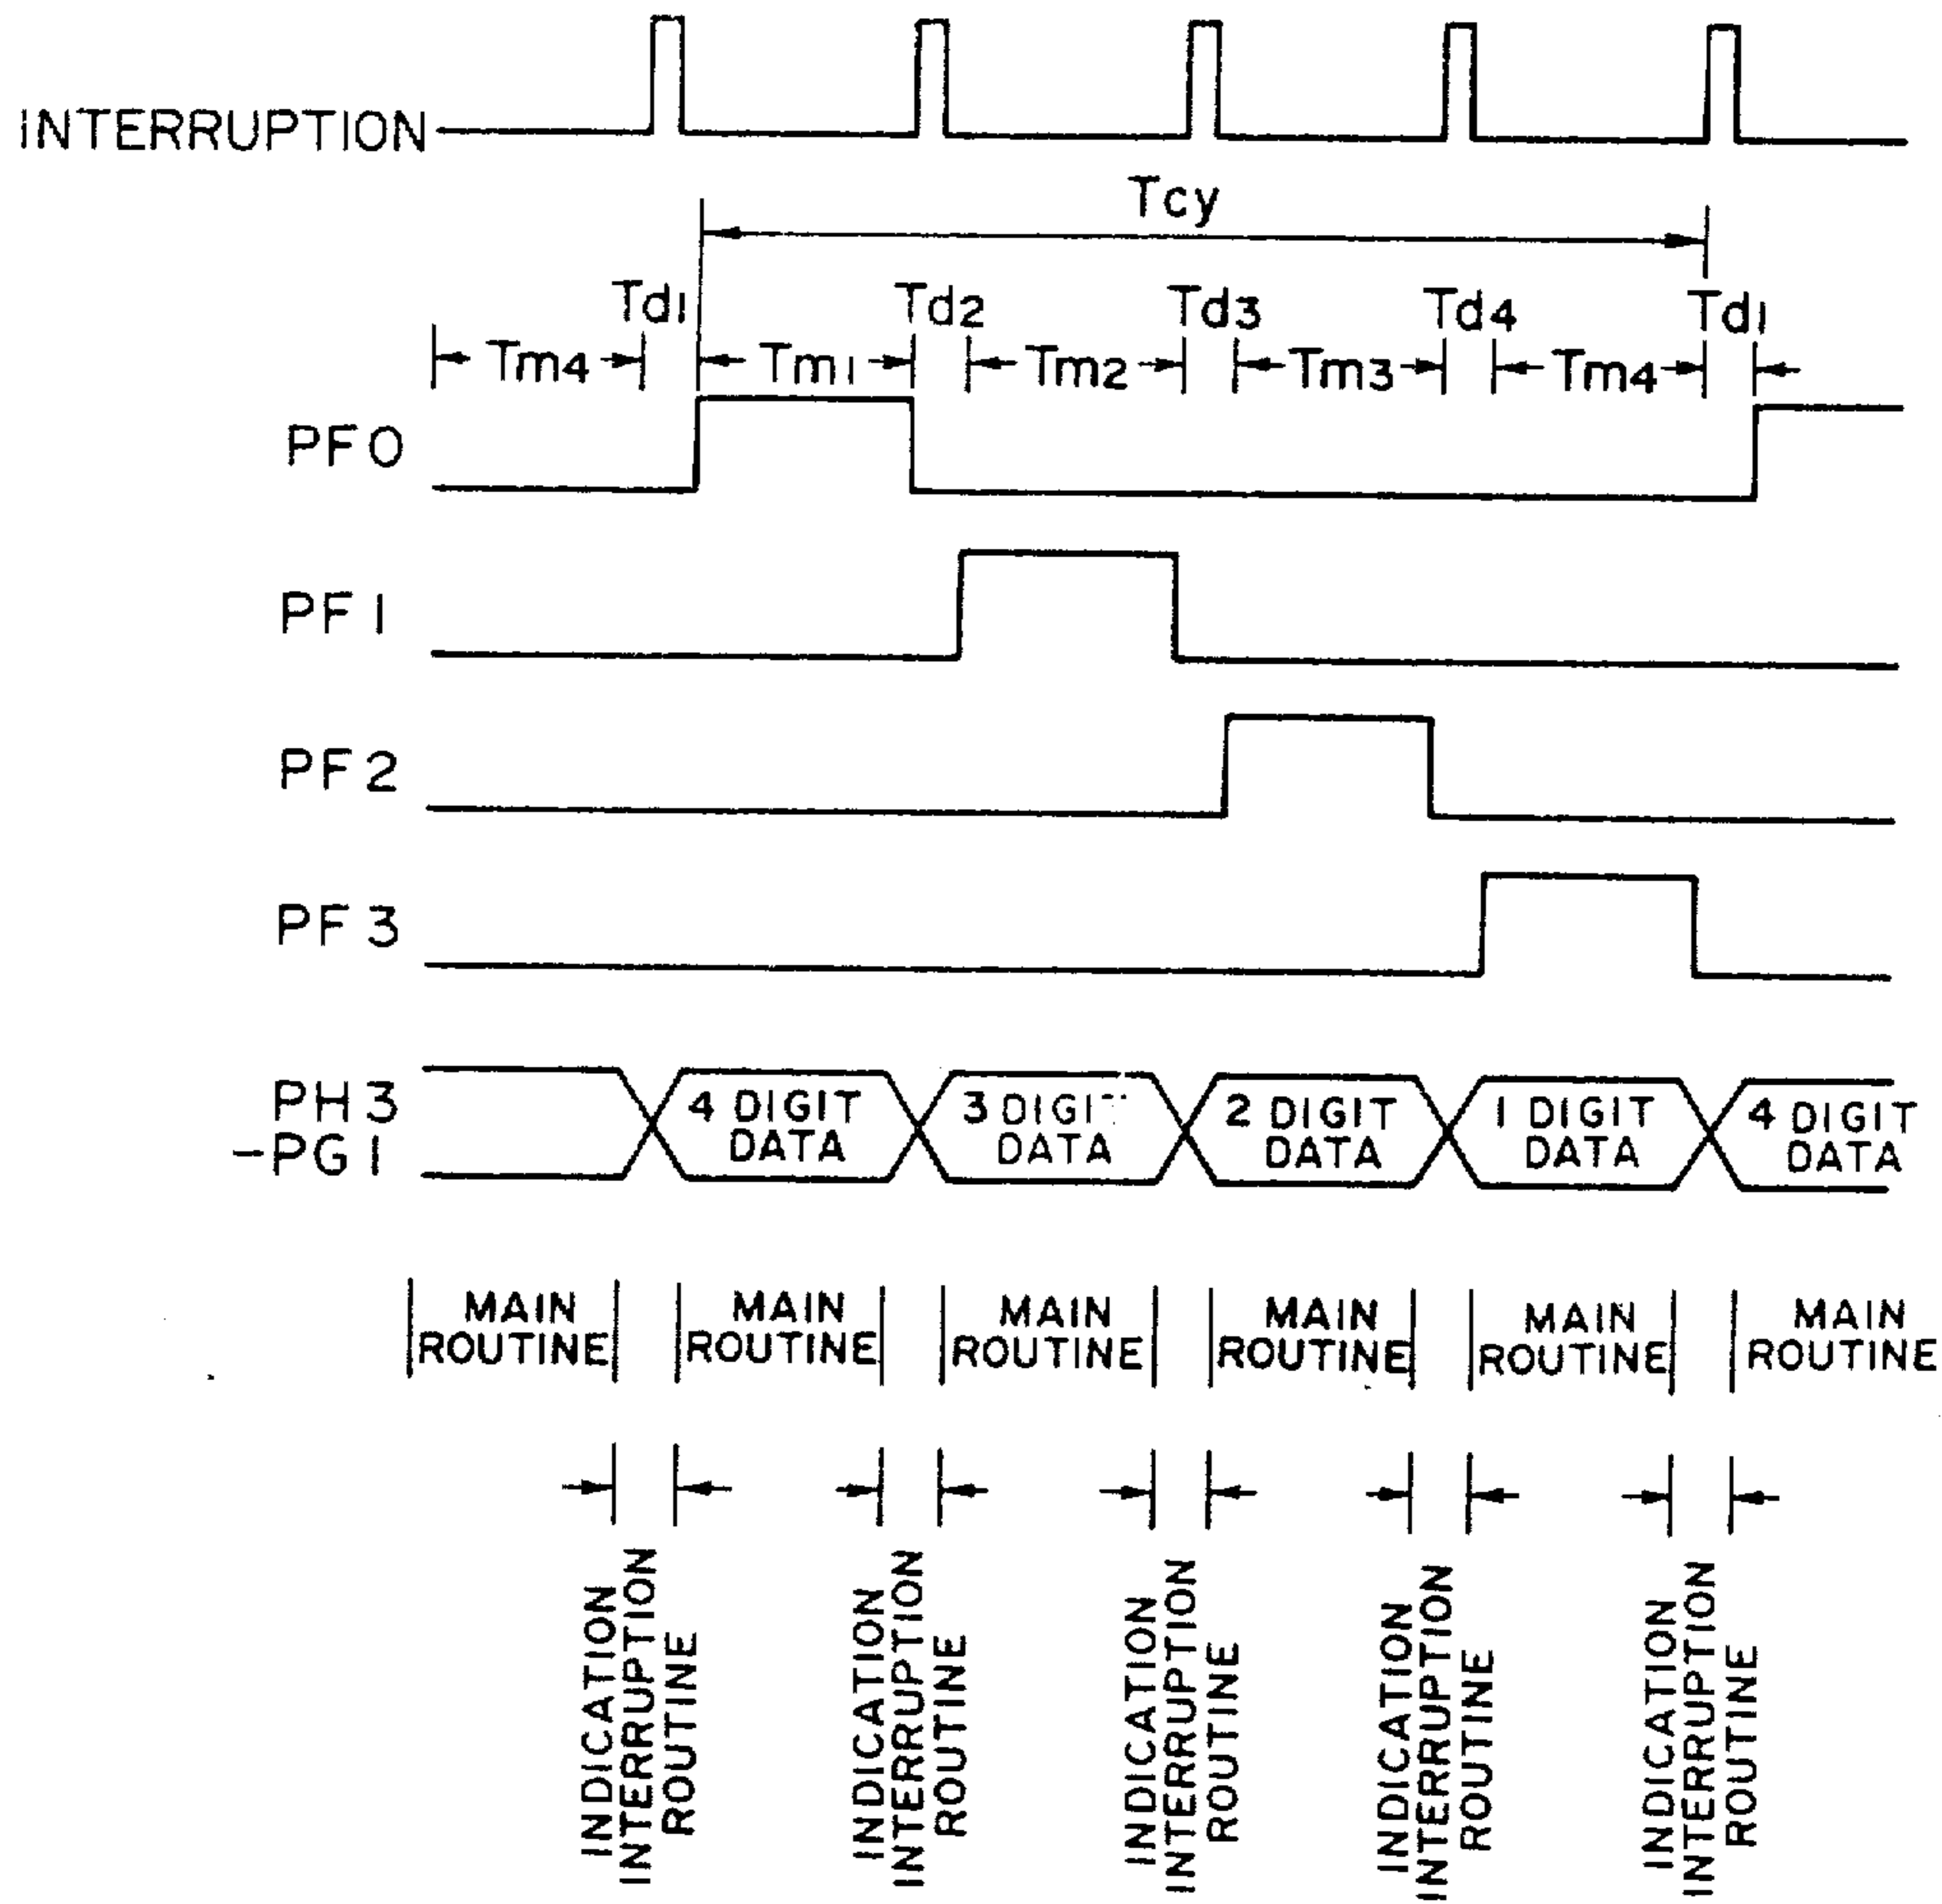 INTERRUPTION
Tcy
Td1 Td2 Td3 Td4 Td1
Tm4 Tm1 Tm2 Tm3 Tm4
PF0
PF1
PF2
PF3
PH3
-PG1
4 DIGIT
DATA
3 DIGIT
DATA
2 DIGIT
DATA
1 DIGIT
DATA
4 DIGIT
DATA
MAIN
ROUTINE
MAIN
ROUTINE
MAIN
ROUTINE
MAIN
ROUTINE
MAIN
ROUTINE
MAIN
ROUTINE
INDICATION
INTERRUPTION
ROUTINE
INDICATION
INTERRUPTION
ROUTINE
INDICATION
INTERRUPTION
ROUTINE
INDICATION
INTERRUPTION
ROUTINE
INDICATION
INTERRUPTION
ROUTINE